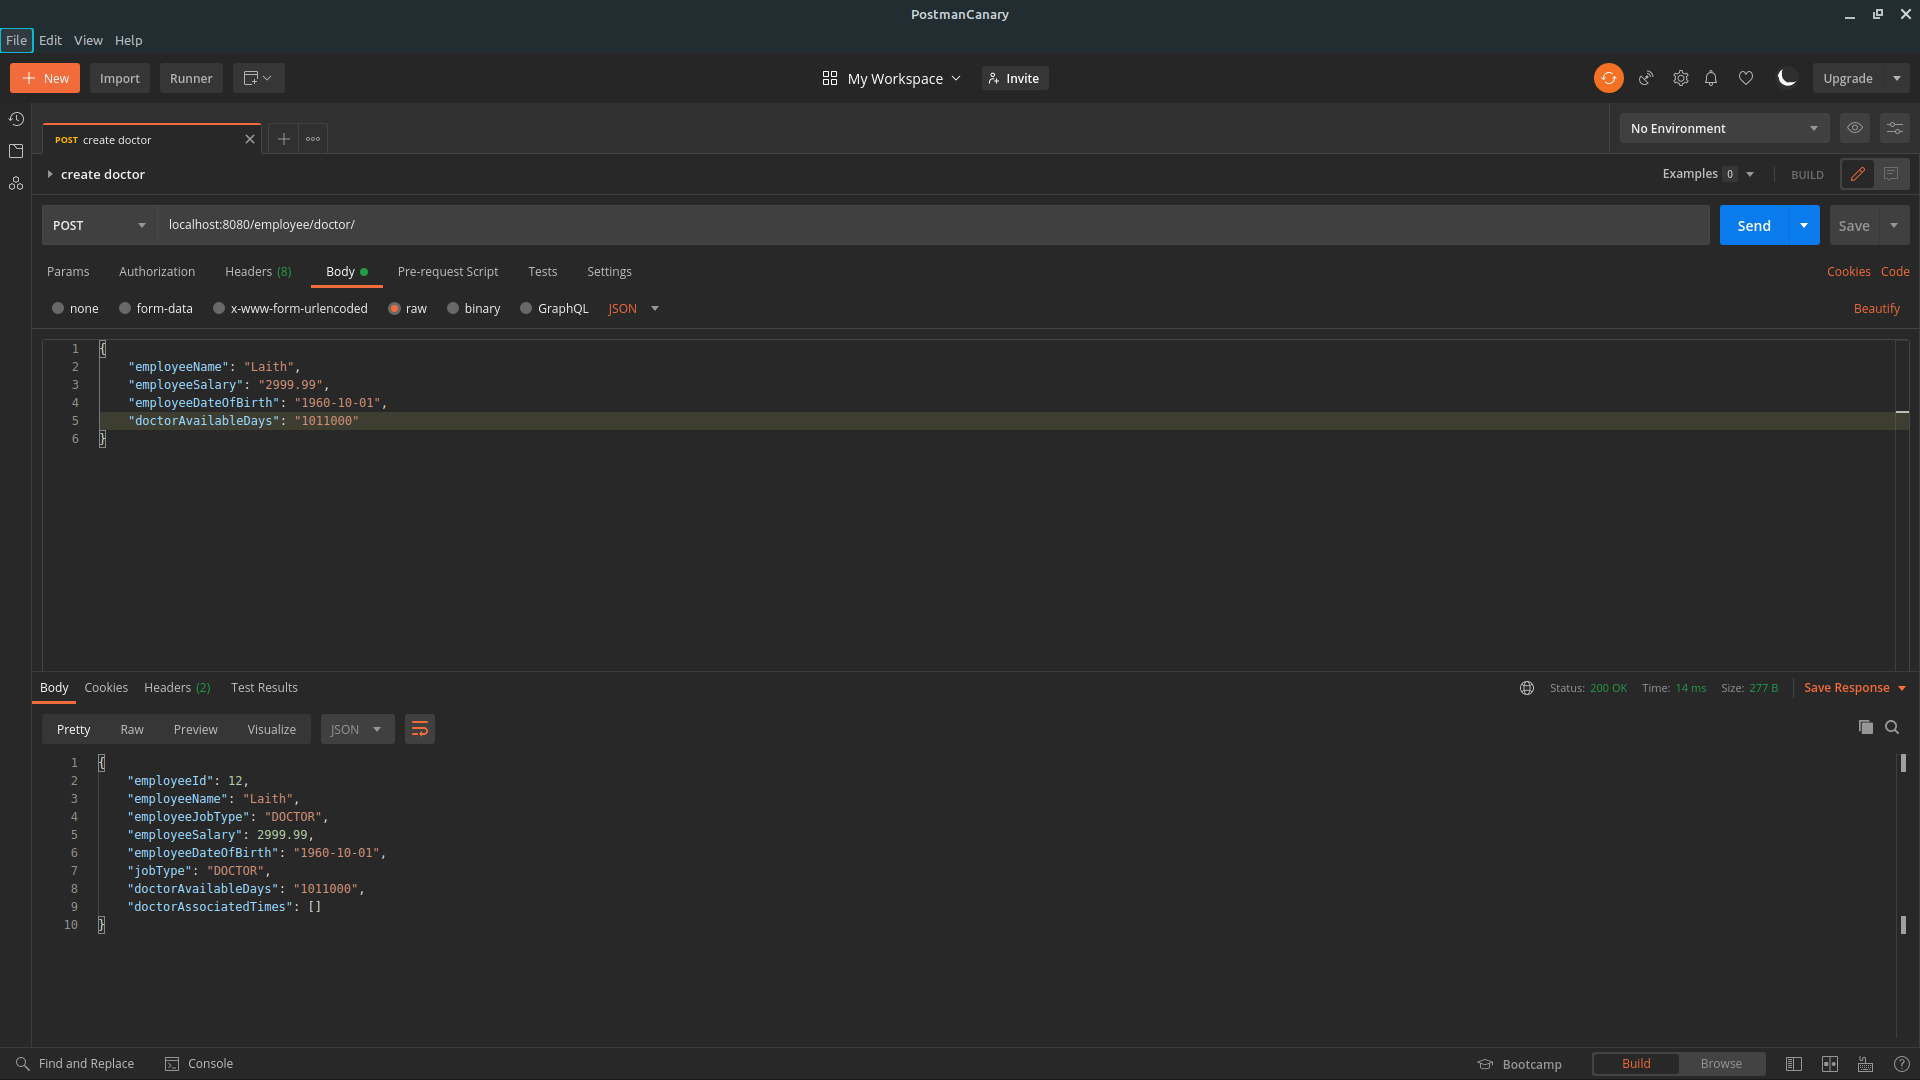 PostmanCanary
File Edit View Help
New Import Runner My Workspace Invite Upgrade
POST create doctor No Environment
create doctor Examples 0 BUILD
POST localhost:8080/employee/doctor/ Send Save
Params Authorization Headers (8) Body Pre-request Script Tests Settings Cookies Code
none form-data x-www-form-urlencoded raw binary GraphQL JSON Beautify
1 {
2 "employeeName": "Laith",
3 "employeeSalary": "2999.99",
4 "employeeDateOfBirth": "1960-10-01",
5 "doctorAvailableDays": "1011000"
6 }
Body Cookies Headers (2) Test Results Status: 200 OK Time: 14 ms Size: 277 B Save Response
Pretty Raw Preview Visualize JSON
1 {
2 "employeeId": 12,
3 "employeeName": "Laith",
4 "employeeJobType": "DOCTOR",
5 "employeeSalary": 2999.99,
6 "employeeDateOfBirth": "1960-10-01",
7 "jobType": "DOCTOR",
8 "doctorAvailableDays": "1011000",
9 "doctorAssociatedTimes": []
10 }
Find and Replace Console Bootcamp Build Browse